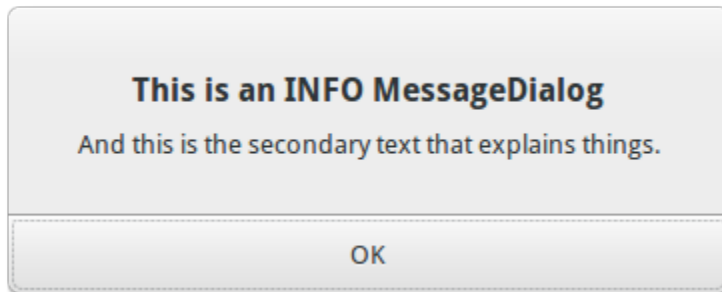 This is an INFO MessageDialog
And this is the secondary text that explains things.
OK